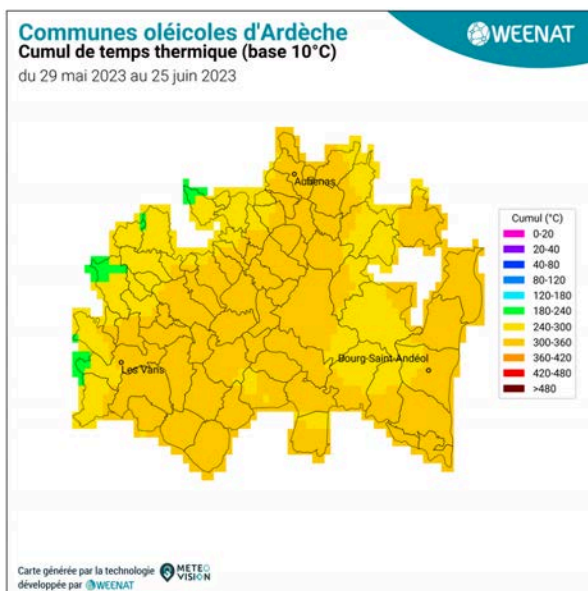 Communes oléicoles d'Ardèche
Cumul de temps thermique (base 10°C)
du 29 mai 2023 au 25 juin 2023
WEENAT
Aubenas
Cumul (°C)
0-20
20-40
40-80
80-120
120-180
180-240
240-300
300-360
360-420
420-480
>480
Bourg-Saint-Andéol
Les Vans
Carte générée par la technologie METEO VISION
développée par WEENAT